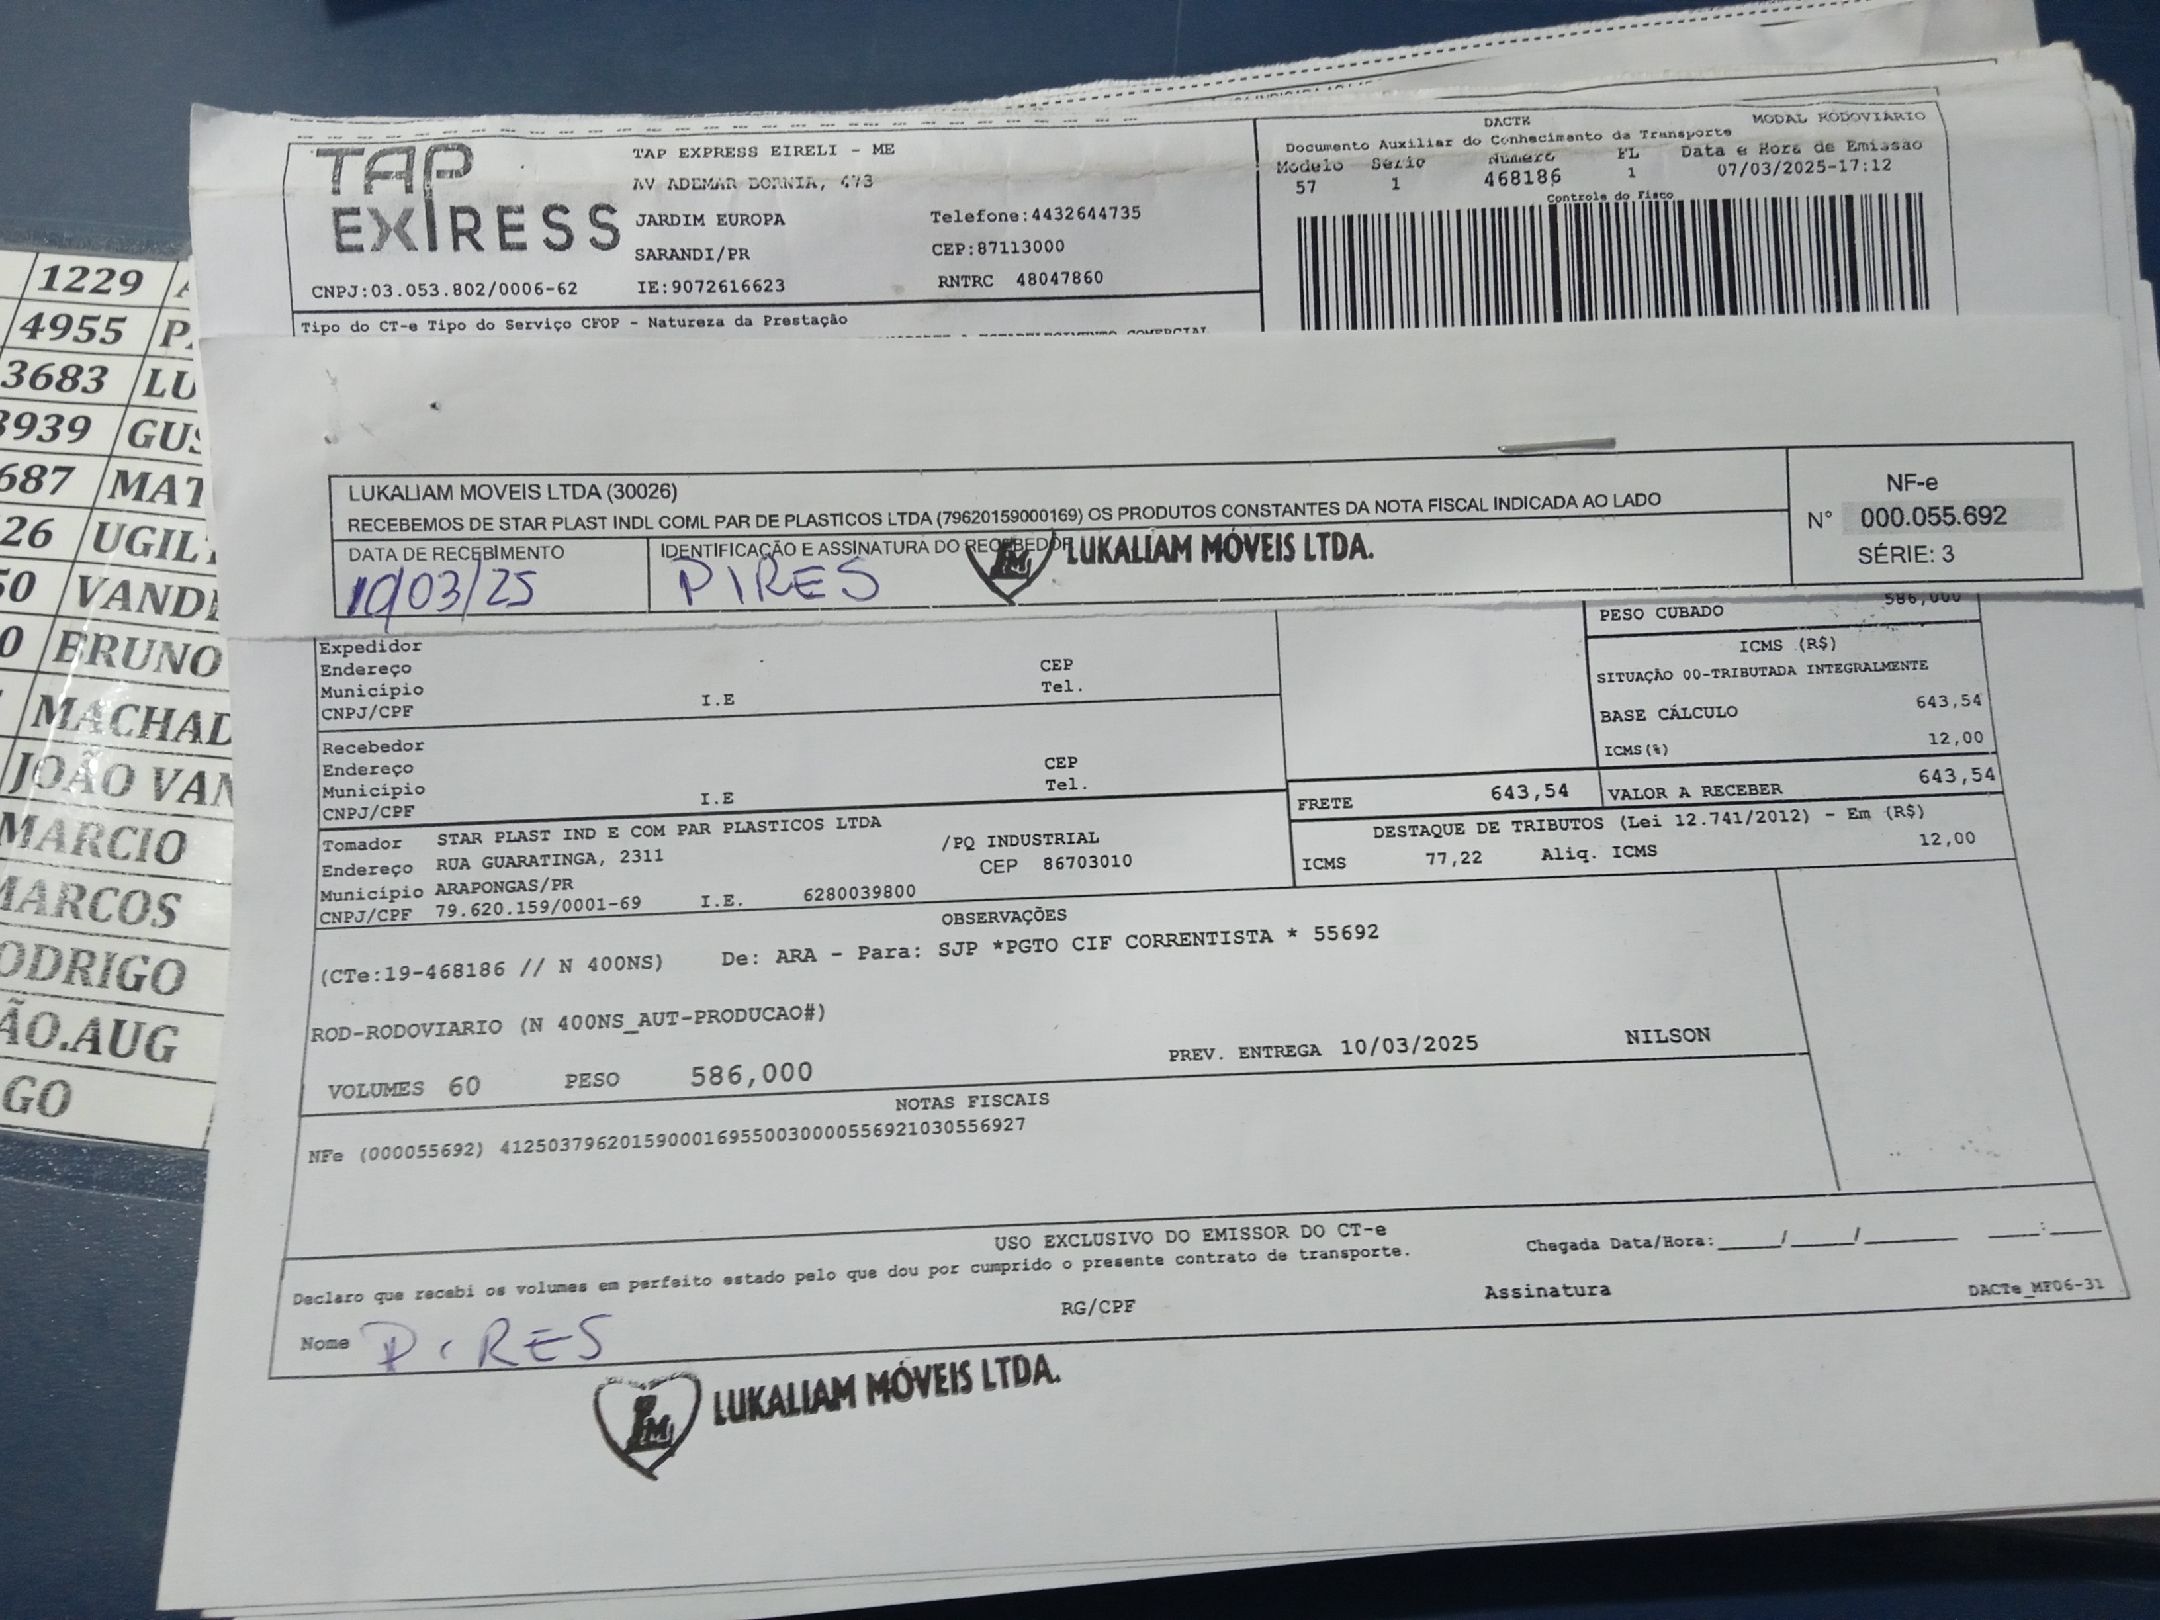 TAP EXPRESS
TAP EXPRESS EIRELI - ME
AV ADEMAR BORNIA, 473
JARDIM EUROPA
Telefone:4432644735
SARANDI/PR
CEP:87113000
CNPJ:03.053.802/0006-62
IE:9072616623
RNTRC 48047860
DACTE
MODAL RODOVIÁRIO
Documento Auxiliar do Conhecimento da Transporte
Modelo Serie Número FL Data e Hora de Emissão
57 1 468186 1 07/03/2025-17:12
Controle do Fisco
Tipo do CT-e Tipo do Serviço CFOP - Natureza da Prestação
COMERCIAL
LUKALIAM MOVEIS LTDA (30026)
RECEBEMOS DE STAR PLAST INDL COML PAR DE PLASTICOS LTDA (79620159000169) OS PRODUTOS CONSTANTES DA NOTA FISCAL INDICADA AO LADO
NF-e
N° 000.055.692
SÉRIE: 3
DATA DE RECEBIMENTO
10/03/25
IDENTIFICAÇÃO E ASSINATURA DO RECEBEDOR
PIRES
LUKALIAM MÓVEIS LTDA.
Expedidor
Endereço CEP
Município Tel.
CNPJ/CPF I.E
Recebedor
Endereço CEP
Município Tel.
CNPJ/CPF I.E
PESO CUBADO 586,000
ICMS (R$)
SITUAÇÃO 00-TRIBUTADA INTEGRALMENTE
BASE CÁLCULO 643,54
ICMS(%) 12,00
FRETE 643,54 VALOR A RECEBER 643,54
DESTAQUE DE TRIBUTOS (Lei 12.741/2012) - Em (R$)
ICMS 77,22 Aliq. ICMS 12,00
Tomador STAR PLAST IND E COM PAR PLASTICOS LTDA
Endereço RUA GUARATINGA, 2311 /PQ INDUSTRIAL
Município ARAPONGAS/PR CEP 86703010
CNPJ/CPF 79.620.159/0001-69 I.E. 6280039800
OBSERVAÇÕES
(CTe:19-468186 // N 400NS) De: ARA - Para: SJP *PGTO CIF CORRENTISTA * 55692
ROD-RODOVIARIO (N 400NS_AUT-PRODUCAO#)
VOLUMES 60 PESO 586,000 PREV. ENTREGA 10/03/2025 NILSON
NOTAS FISCAIS
NFe (000055692) 41250379620159000169550030000556921030556927
USO EXCLUSIVO DO EMISSOR DO CT-e
Declaro que recebi os volumes em perfeito estado pelo que dou por cumprido o presente contrato de transporte.
Chegada Data/Hora:_____/_____/_______ ____:____
Nome PIRES
RG/CPF
Assinatura
DACTe_MF06-31
LUKALIAM MÓVEIS LTDA.
1229
4955
3683 LU
3939 GUS
687 MAT
26 UGIL
50 VANDI
0 BRUNO
MACHAD
JOÃO VAN
MARCIO
MARCOS
ODRIGO
ÃO.AUG
GO